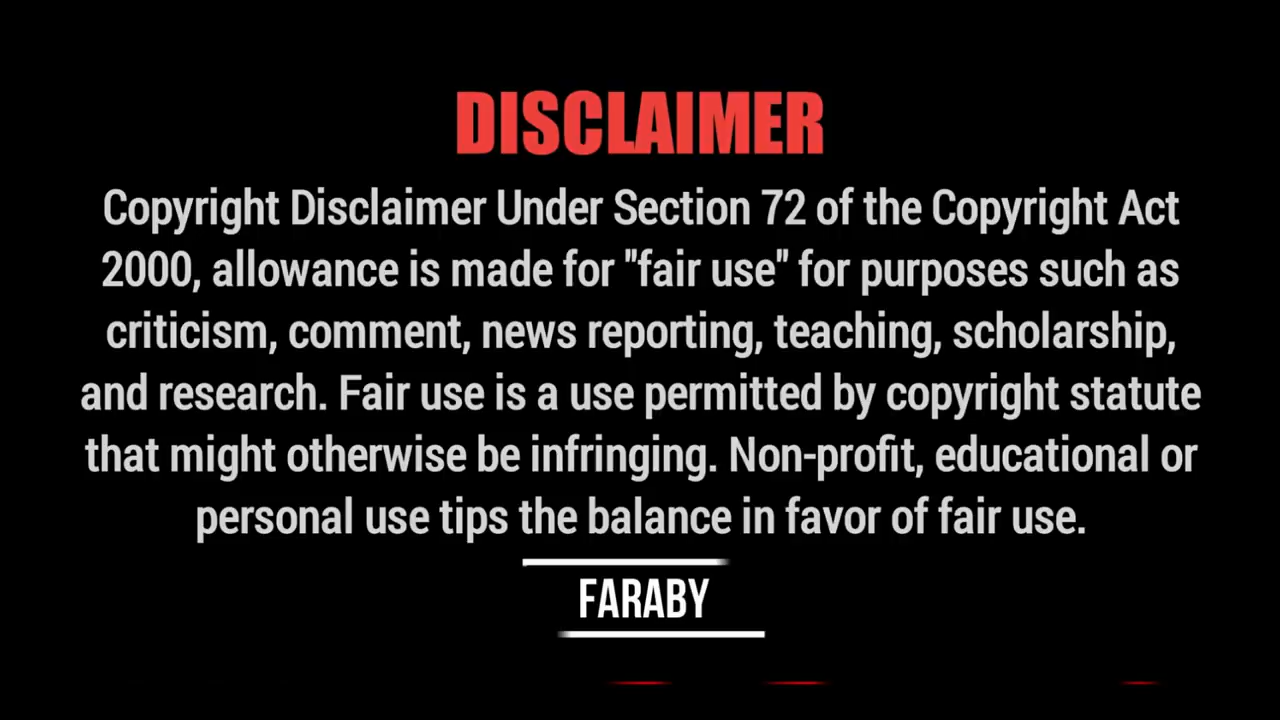 DISCLAIMER
Copyright Disclaimer Under Section 72 of the Copyright Act
2000, allowance is made for "fair use" for purposes such as
criticism, comment, news reporting, teaching, scholarship,
and research. Fair use is a use permitted by copyright statute
that might otherwise be infringing. Non-profit, educational or
personal use tips the balance in favor of fair use.
FARABY